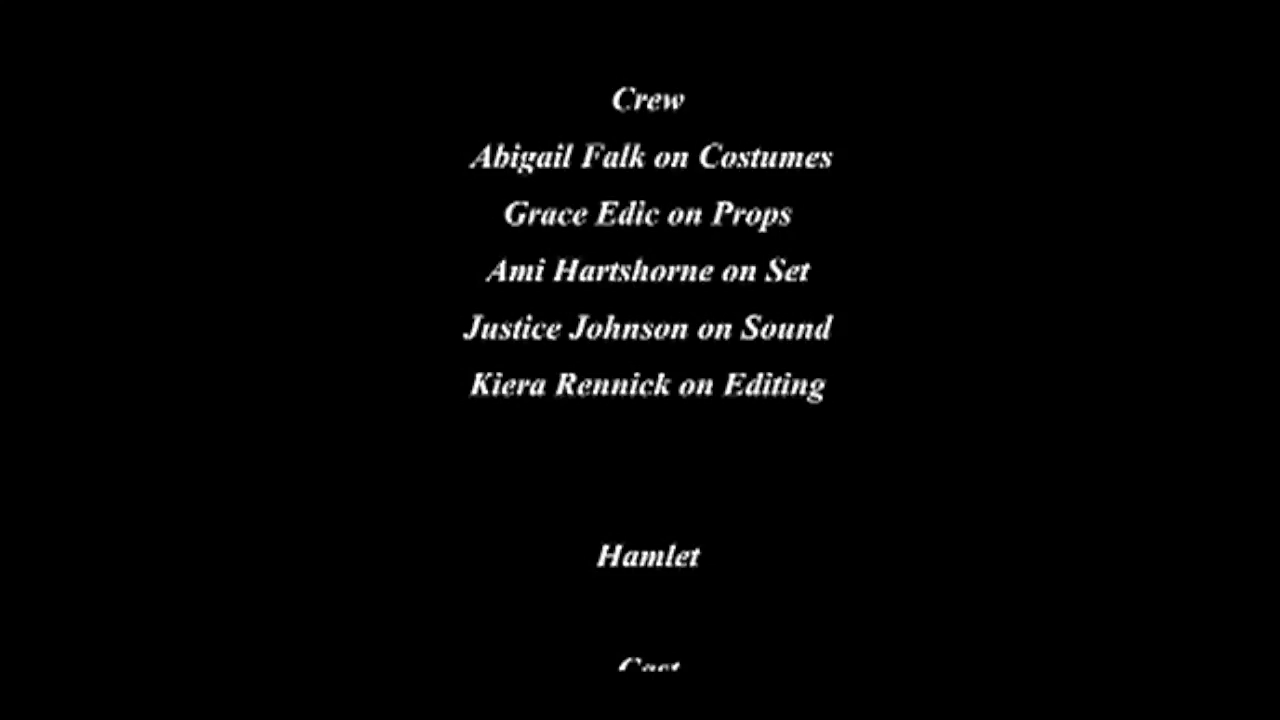 Crew
Abigail Falk on Costumes
Grace Edic on Props
Ami Hartshorne on Set
Justice Johnson on Sound
Kiera Rennick on Editing
Hamlet
Cast